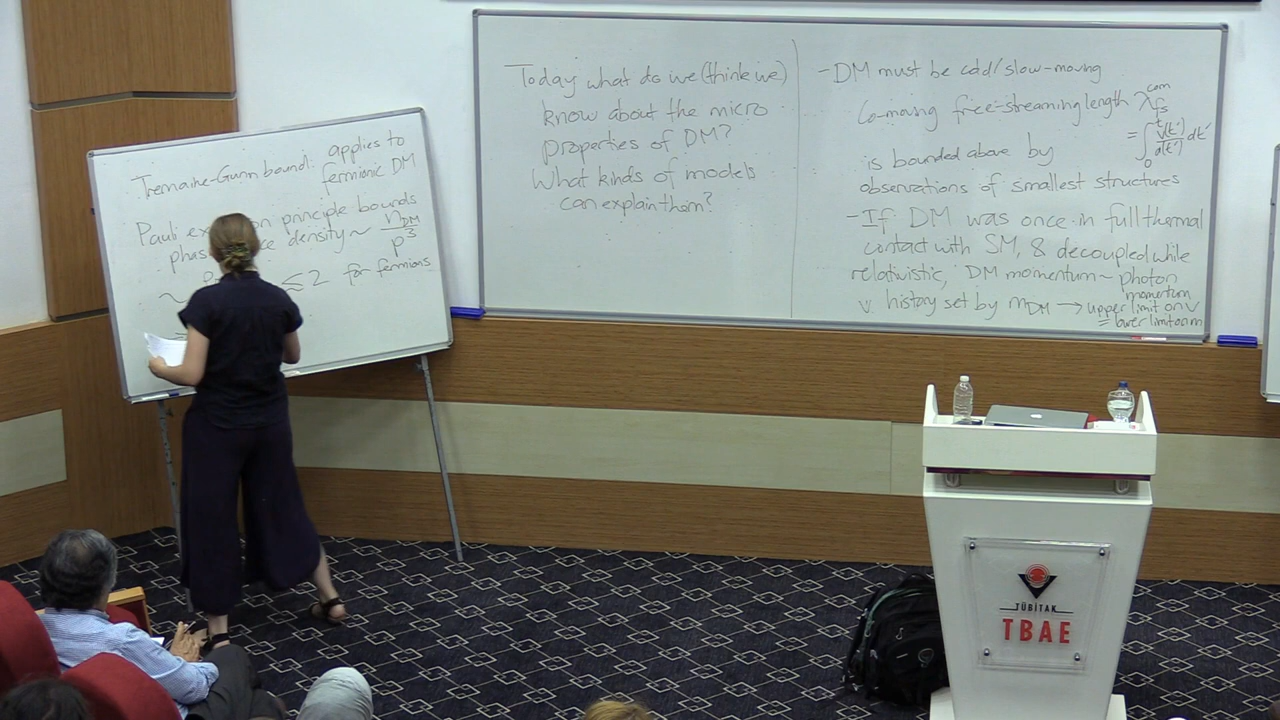 Tremaine-Gunn bound: applies to
fermionic DM
Pauli principle bounds
density ~ n_DM / p^3
~ ≤ 2 for fermions
Today what do we (think we)
know about the micro
properties of DM?
What kinds of models
can explain them?
- DM must be cold/slow-moving
Co-moving free-streaming length λ_fs^com
= ∫_0^t v(t')/a(t') dt'
is bounded above by
observations of smallest structures
- If DM was once in full thermal
contact with SM, & decoupled while
relativistic, DM momentum ~ photon
momentum
v history set by m_DM → upper limit on v
= lower limit on m
TÜBİTAK
TBAE